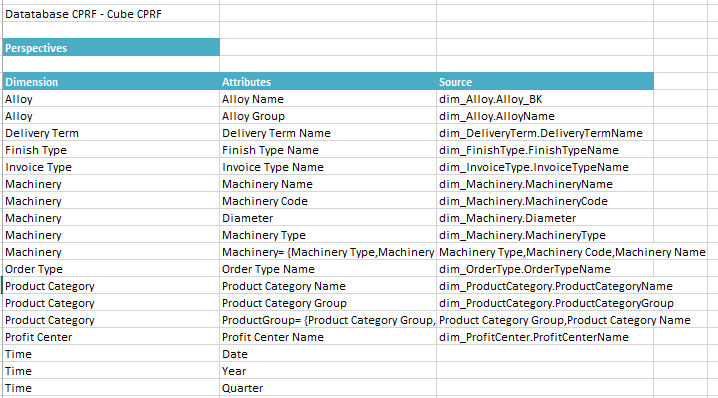 Datatabase CPRF - Cube CPRF
Perspectives
Dimension Attributes Source
Alloy Alloy Name dim_Alloy.Alloy_BK
Alloy Alloy Group dim_Alloy.AlloyName
Delivery Term Delivery Term Name dim_DeliveryTerm.DeliveryTermName
Finish Type Finish Type Name dim_FinishType.FinishTypeName
Invoice Type Invoice Type Name dim_InvoiceType.InvoiceTypeName
Machinery Machinery Name dim_Machinery.MachineryName
Machinery Machinery Code dim_Machinery.MachineryCode
Machinery Diameter dim_Machinery.Diameter
Machinery Machinery Type dim_Machinery.MachineryType
Machinery Machinery= {Machinery Type,Machinery Machinery Type,Machinery Code,Machinery Name
Order Type Order Type Name dim_OrderType.OrderTypeName
Product Category Product Category Name dim_ProductCategory.ProductCategoryName
Product Category Product Category Group dim_ProductCategory.ProductCategoryGroup
Product Category ProductGroup= {Product Category Group, Product Category Group,Product Category Name
Profit Center Profit Center Name dim_ProfitCenter.ProfitCenterName
Time Date
Time Year
Time Quarter